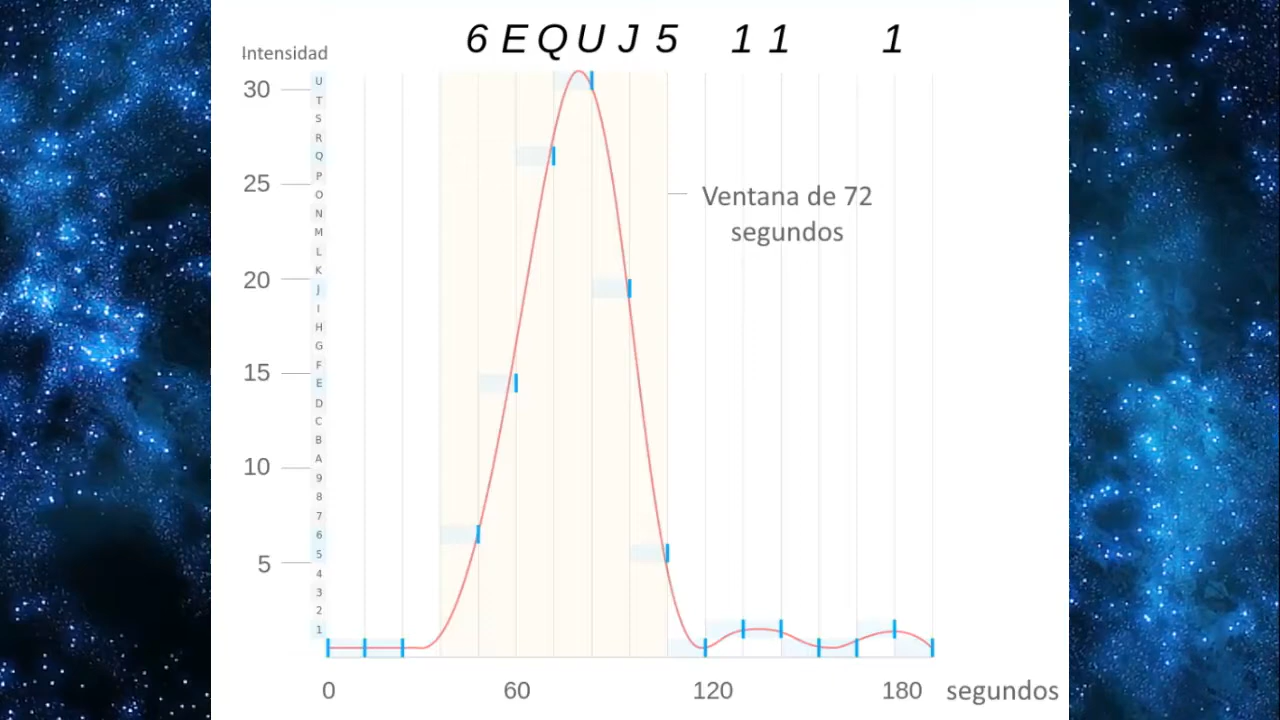 6EQUJ5 11 1
Intensidad
30
U
T
S
R
Q
P
25
O
N
M
L
K
20
J
I
H
G
F
15
E
D
C
B
A
10
9
8
7
6
5
5
4
3
2
1
Ventana de 72
segundos
0 60 120 180 segundos